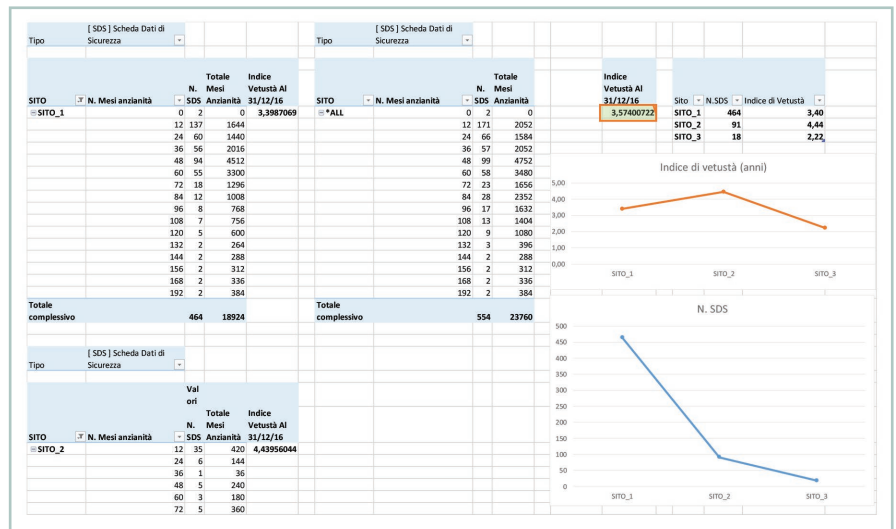 [ SDS ] Scheda Dati di
Tipo Sicurezza
SITO N. Mesi anzianità N. SDS Totale Mesi Anzianità Indice Vetustà Al 31/12/16
SITO_1 0 2 0 3,3987069
12 137 1644
24 60 1440
36 56 2016
48 94 4512
60 55 3300
72 18 1296
84 12 1008
96 8 768
108 7 756
120 5 600
132 2 264
144 2 288
156 2 312
168 2 336
192 2 384
Totale
complessivo 464 18924
[ SDS ] Scheda Dati di
Tipo Sicurezza
SITO N. Mesi anzianità N. SDS Totale Mesi Anzianità
*ALL 0 2 0
12 171 2052
24 66 1584
36 57 2052
48 99 4752
60 58 3480
72 23 1656
84 28 2352
96 17 1632
108 13 1404
120 9 1080
132 3 396
144 2 288
156 2 312
168 2 336
192 2 384
Totale
complessivo 554 23760
Indice
Vetustà Al
31/12/16
3,57400722
Sito N.SDS Indice di Vetustà
SITO_1 464 3,40
SITO_2 91 4,44
SITO_3 18 2,22
Indice di vetustà (anni)
5,00
4,00
3,00
2,00
1,00
0,00
SITO_1 SITO_2 SITO_3
N. SDS
500
450
400
350
300
250
200
150
100
50
0
SITO_1 SITO_2 SITO_3
[ SDS ] Scheda Dati di
Tipo Sicurezza
Val
ori
SITO N. Mesi anzianità N. SDS Totale Mesi Anzianità Indice Vetustà Al 31/12/16
SITO_2 12 35 420 4,43956044
24 6 144
36 1 36
48 5 240
60 3 180
72 5 360